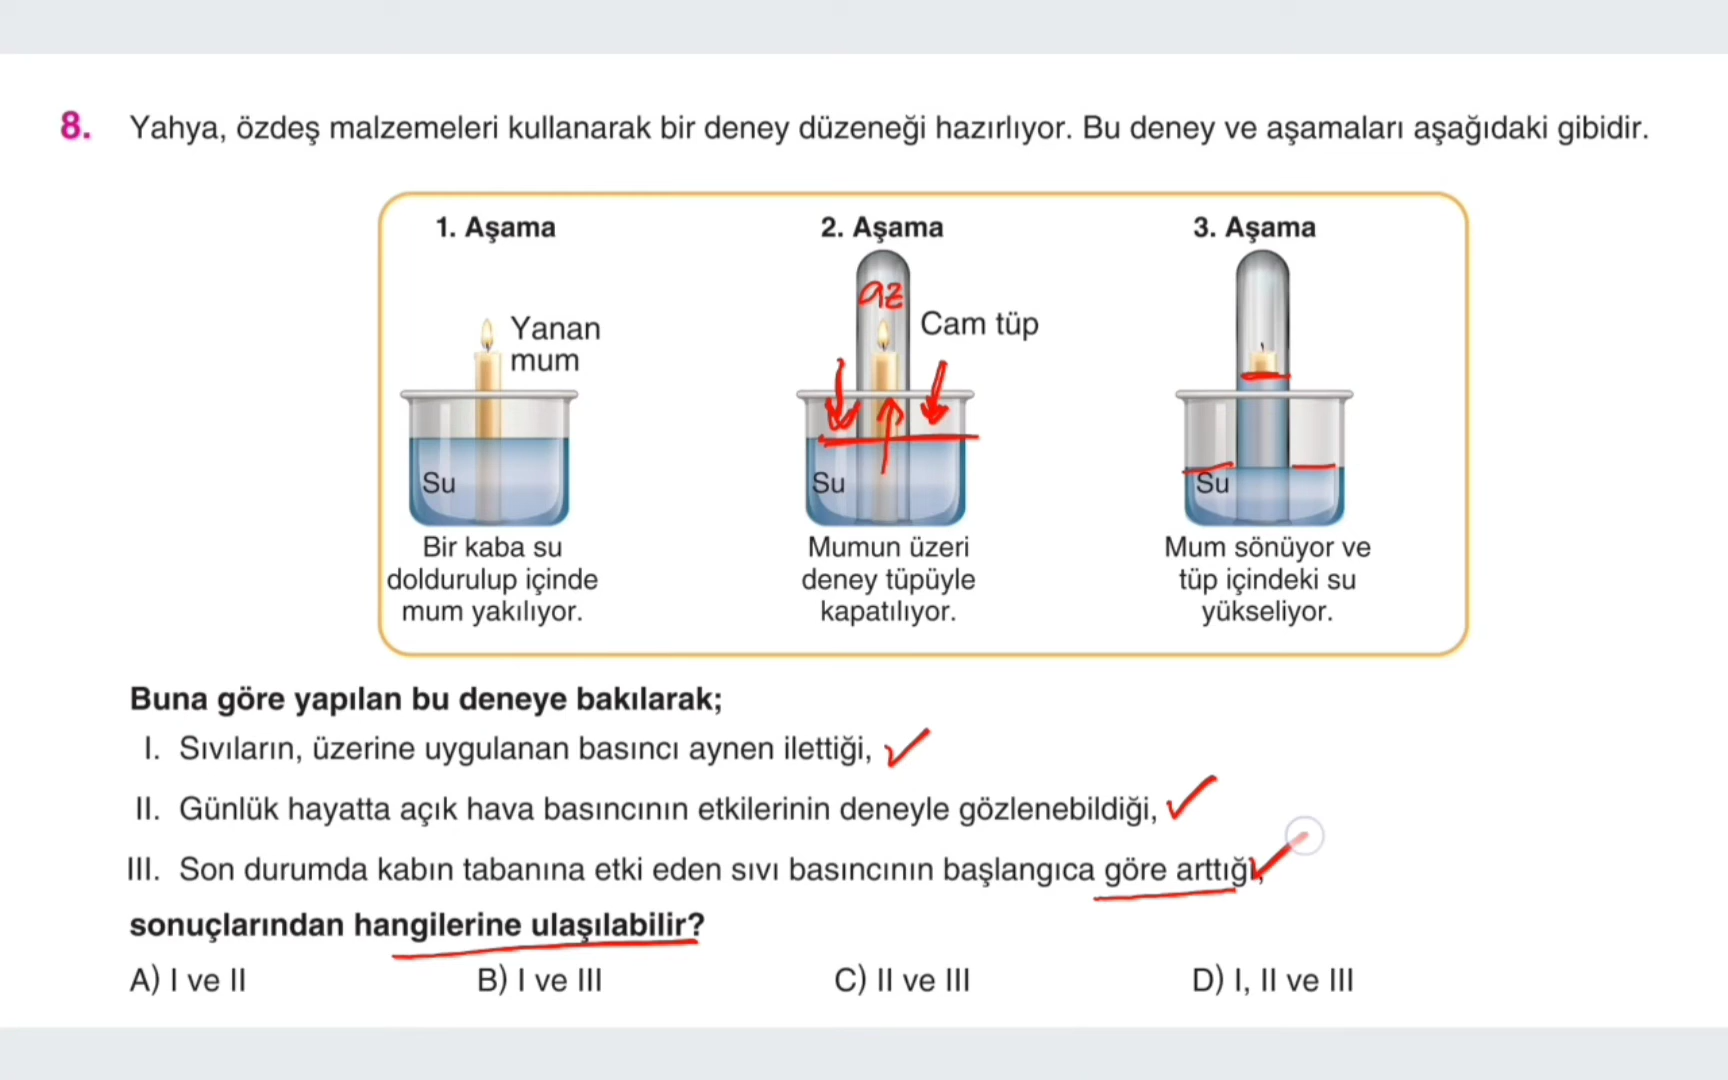 8. Yahya, özdeş malzemeleri kullanarak bir deney düzeneği hazırlıyor. Bu deney ve aşamaları aşağıdaki gibidir.
1. Aşama
2. Aşama
3. Aşama
az
Yanan
mum
Cam tüp
Su
Su
Su
Bir kaba su
doldurulup içinde
mum yakılıyor.
Mumun üzeri
deney tüpüyle
kapatılıyor.
Mum sönüyor ve
tüp içindeki su
yükseliyor.
Buna göre yapılan bu deneye bakılarak;
I. Sıvıların, üzerine uygulanan basıncı aynen ilettiği,
II. Günlük hayatta açık hava basıncının etkilerinin deneyle gözlenebildiği,
III. Son durumda kabın tabanına etki eden sıvı basıncının başlangıca göre arttığı,
sonuçlarından hangilerine ulaşılabilir?
A) I ve II
B) I ve III
C) II ve III
D) I, II ve III